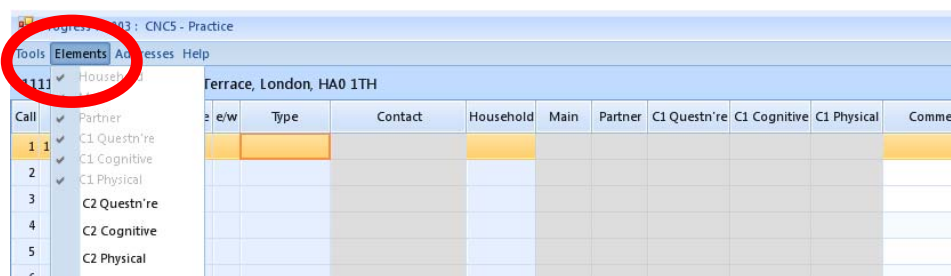 CNC5 - Practice
Tools Elements Addresses Help
Terrace, London, HA0 1TH
Household
Partner
C1 Questn're
C1 Cognitive
C1 Physical
C2 Questn're
C2 Cognitive
C2 Physical
Call e/w Type Contact Household Main Partner C1 Questn're C1 Cognitive C1 Physical Comme
1 1
2
3
4
5